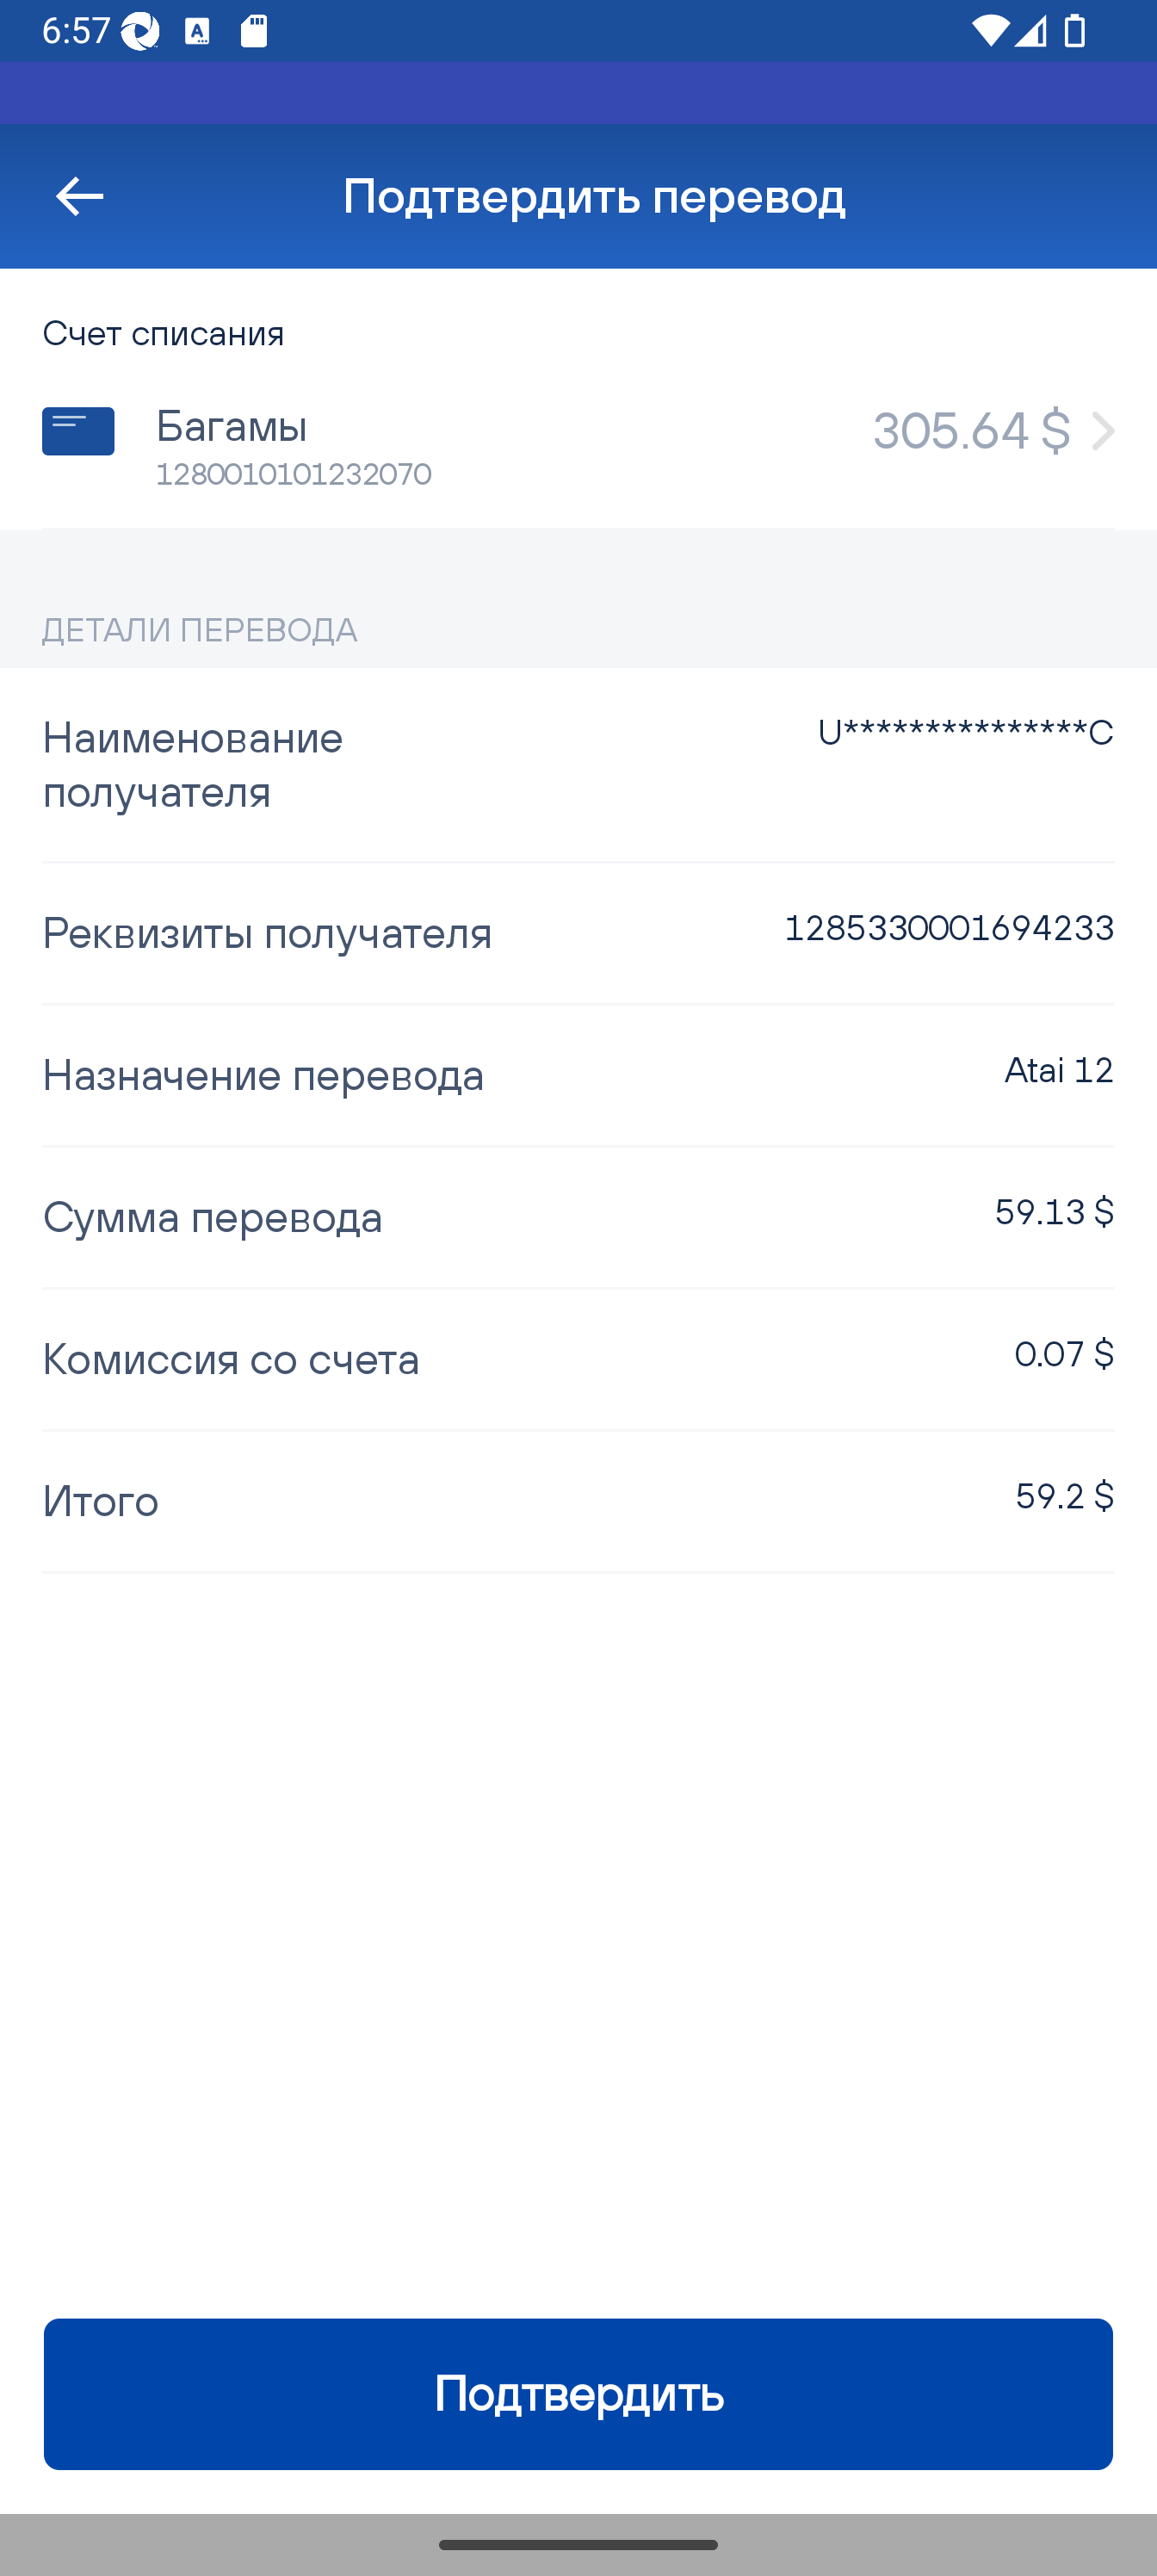 6:57
Подтвердить перевод
Счет списания
Багамы
305.64 $
1280010101232070
ДЕТАЛИ ПЕРЕВОДА
Наименование
получателя
U***************C
Реквизиты получателя
1285330001694233
Назначение перевода
Atai 12
Сумма перевода
59.13 $
Комиссия со счета
0.07 $
Итого
59.2 $
Подтвердить